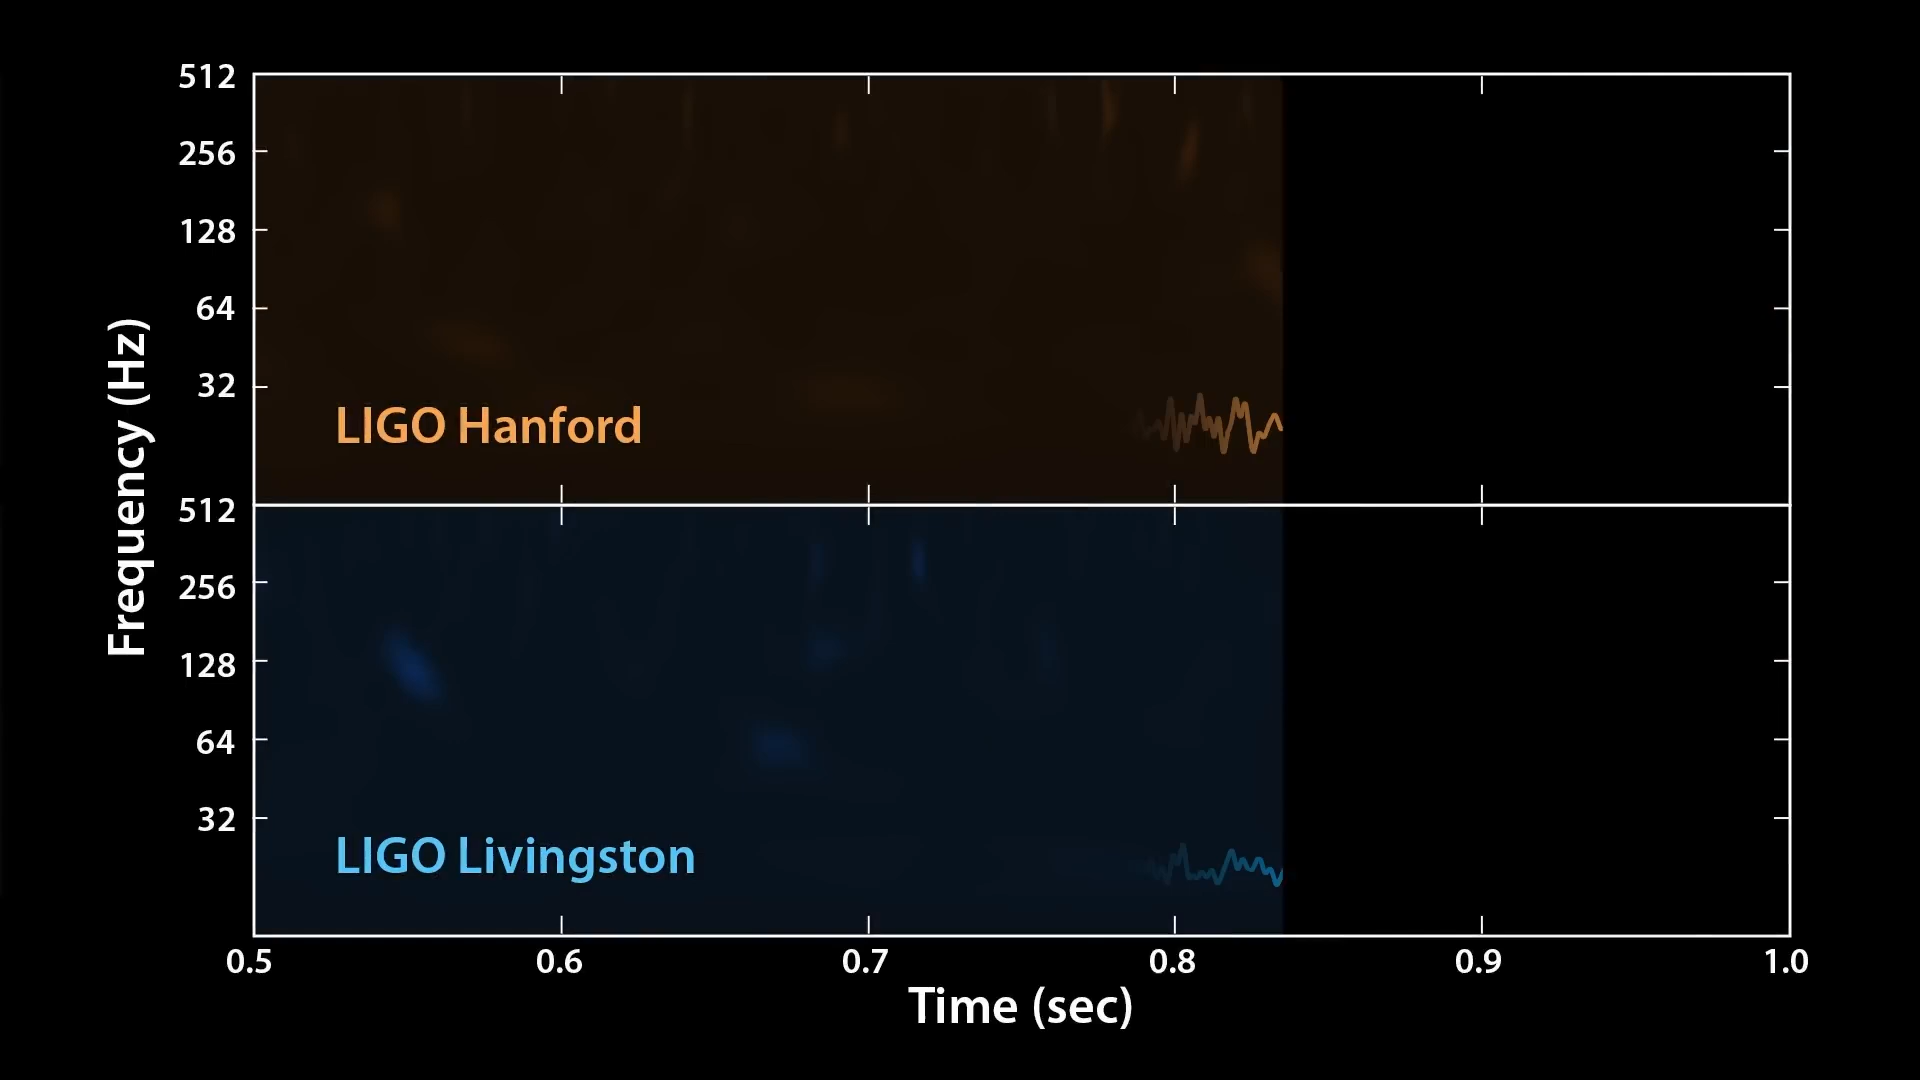 Frequency (Hz)
512
256
128
64
32
LIGO Hanford
512
256
128
64
32
LIGO Livingston
0.5 0.6 0.7 0.8 0.9 1.0
Time (sec)